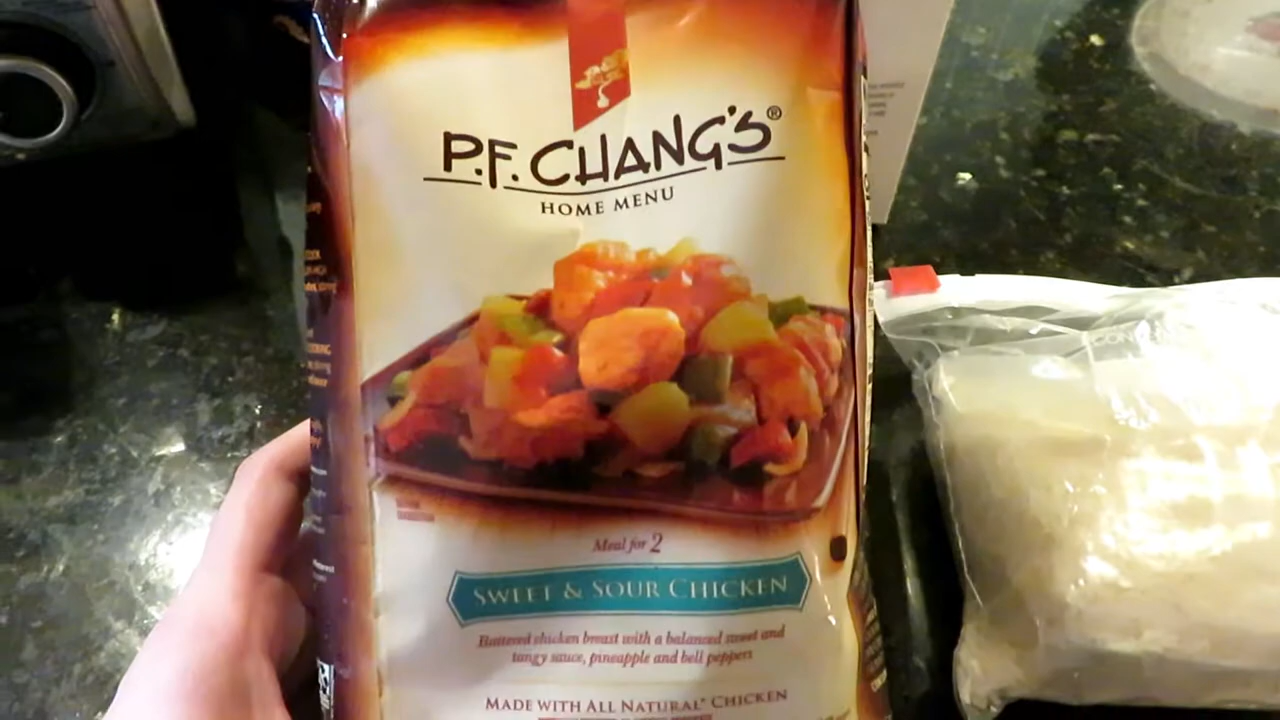 P.F. CHANG'S®
HOME MENU
Meal for 2
SWEET & SOUR CHICKEN
Battered chicken breast with a balanced sweet and
tangy sauce, pineapple and bell peppers
MADE WITH ALL NATURAL* CHICKEN